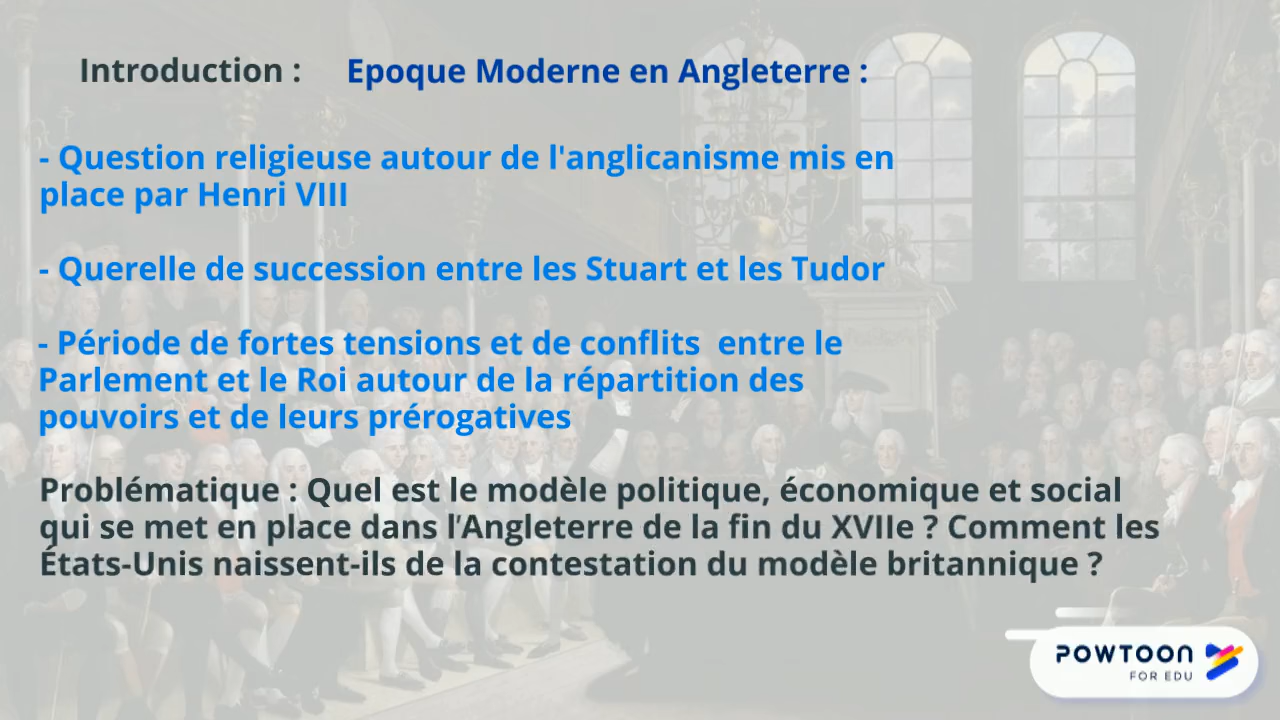 Introduction : Epoque Moderne en Angleterre :
- Question religieuse autour de l'anglicanisme mis en
place par Henri VIII
- Querelle de succession entre les Stuart et les Tudor
- Période de fortes tensions et de conflits  entre le
Parlement et le Roi autour de la répartition des
pouvoirs et de leurs prérogatives
Problématique : Quel est le modèle politique, économique et social
qui se met en place dans l’Angleterre de la fin du XVIIe ? Comment les
États-Unis naissent-ils de la contestation du modèle britannique ?
POWTOON
FOR EDU